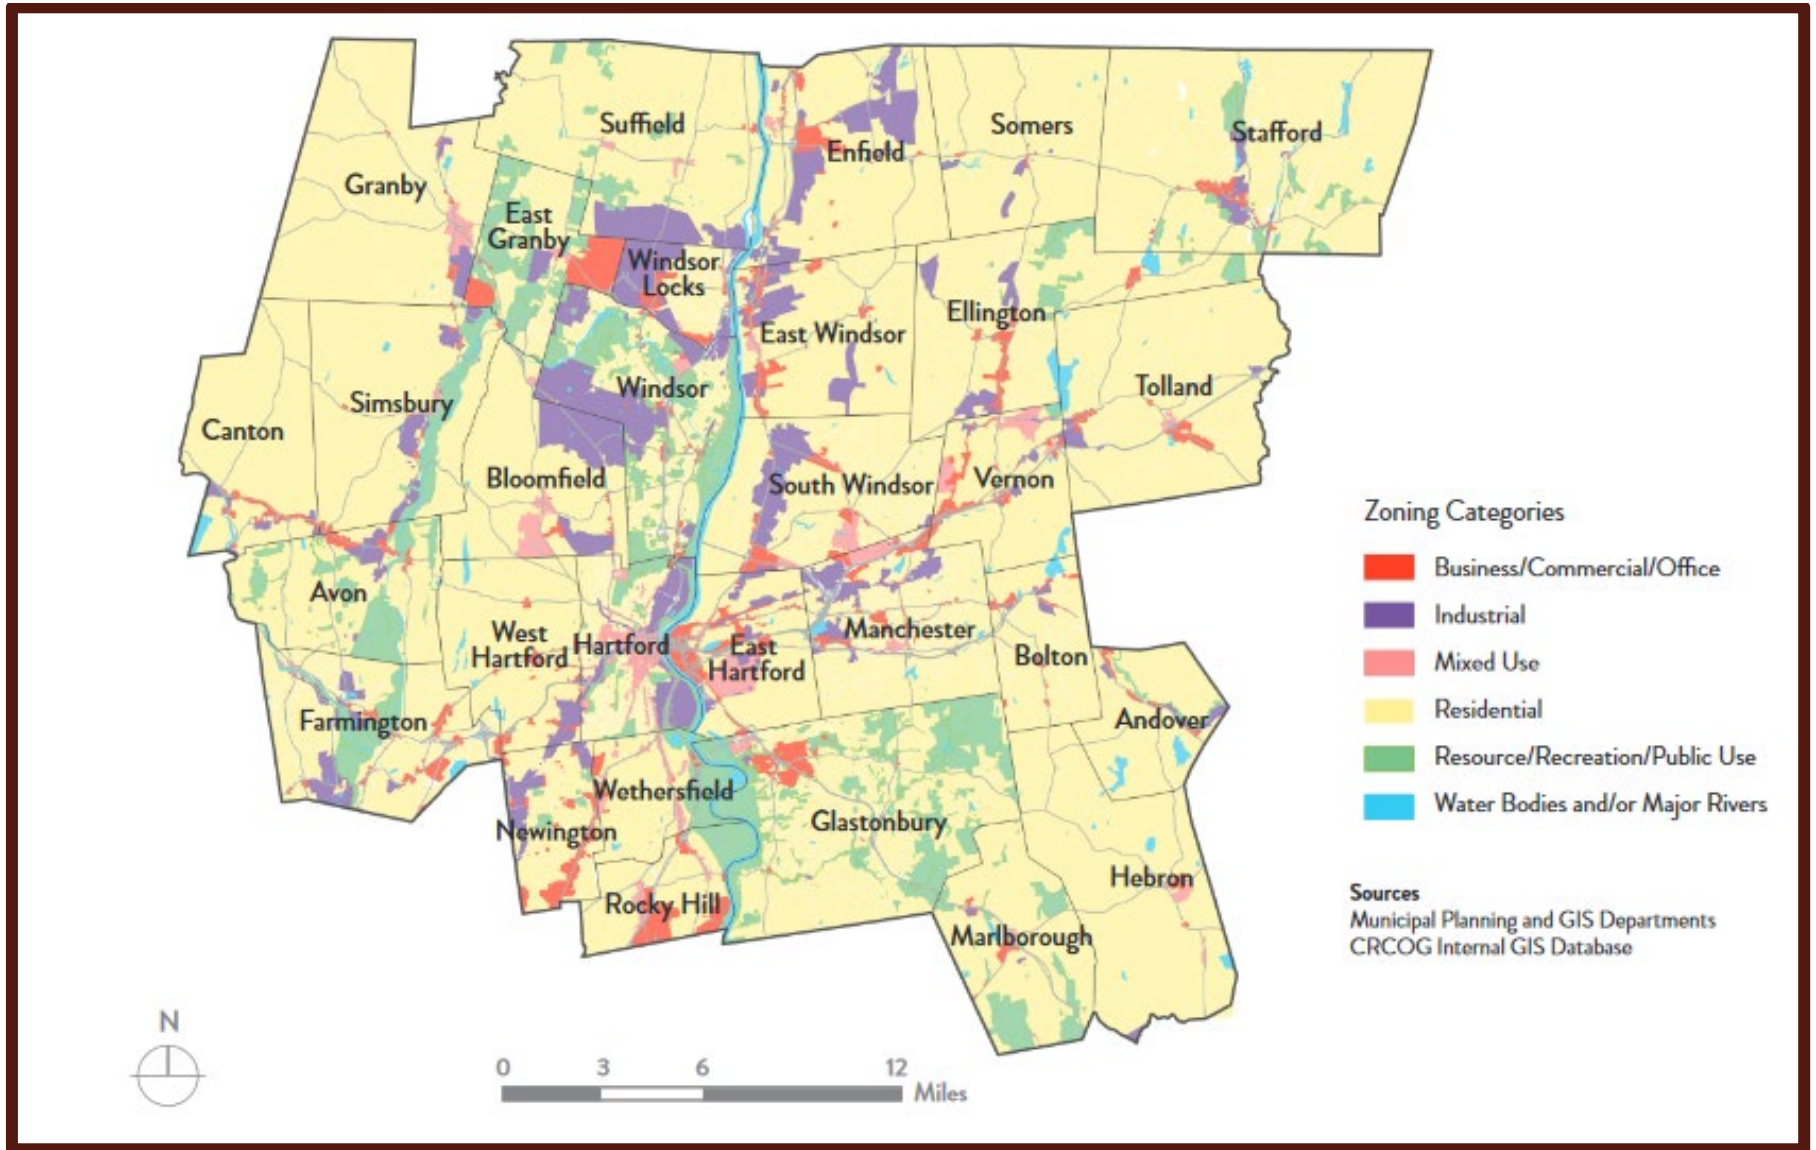 Suffield
Somers
Stafford
Enfield
Granby
East
Granby
Windsor
Locks
Ellington
East Windsor
Windsor
Tolland
Simsbury
Canton
Bloomfield
South Windsor
Vernon
Avon
West
Hartford
Hartford
East
Hartford
Manchester
Bolton
Farmington
Andover
Wethersfield
Newington
Glastonbury
Hebron
Rocky Hill
Marlborough
Zoning Categories
Business/Commercial/Office
Industrial
Mixed Use
Residential
Resource/Recreation/Public Use
Water Bodies and/or Major Rivers
Sources
Municipal Planning and GIS Departments
CRCOG Internal GIS Database
N
0 3 6 12
Miles